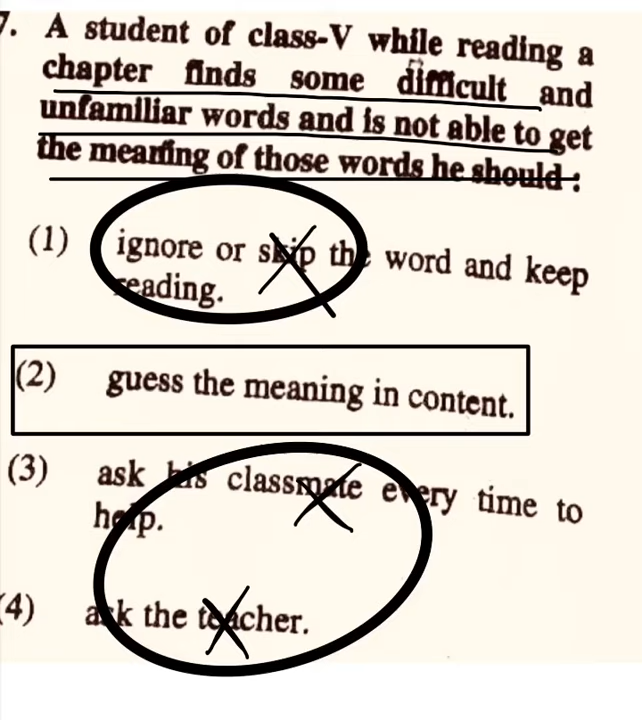 7. A student of class-V while reading a
chapter finds some difficult and
unfamiliar words and is not able to get
the meaning of those words he should :
(1) ignore or skip the word and keep
reading.
(2) guess the meaning in content.
(3) ask his classmate every time to
help.
(4) ask the teacher.